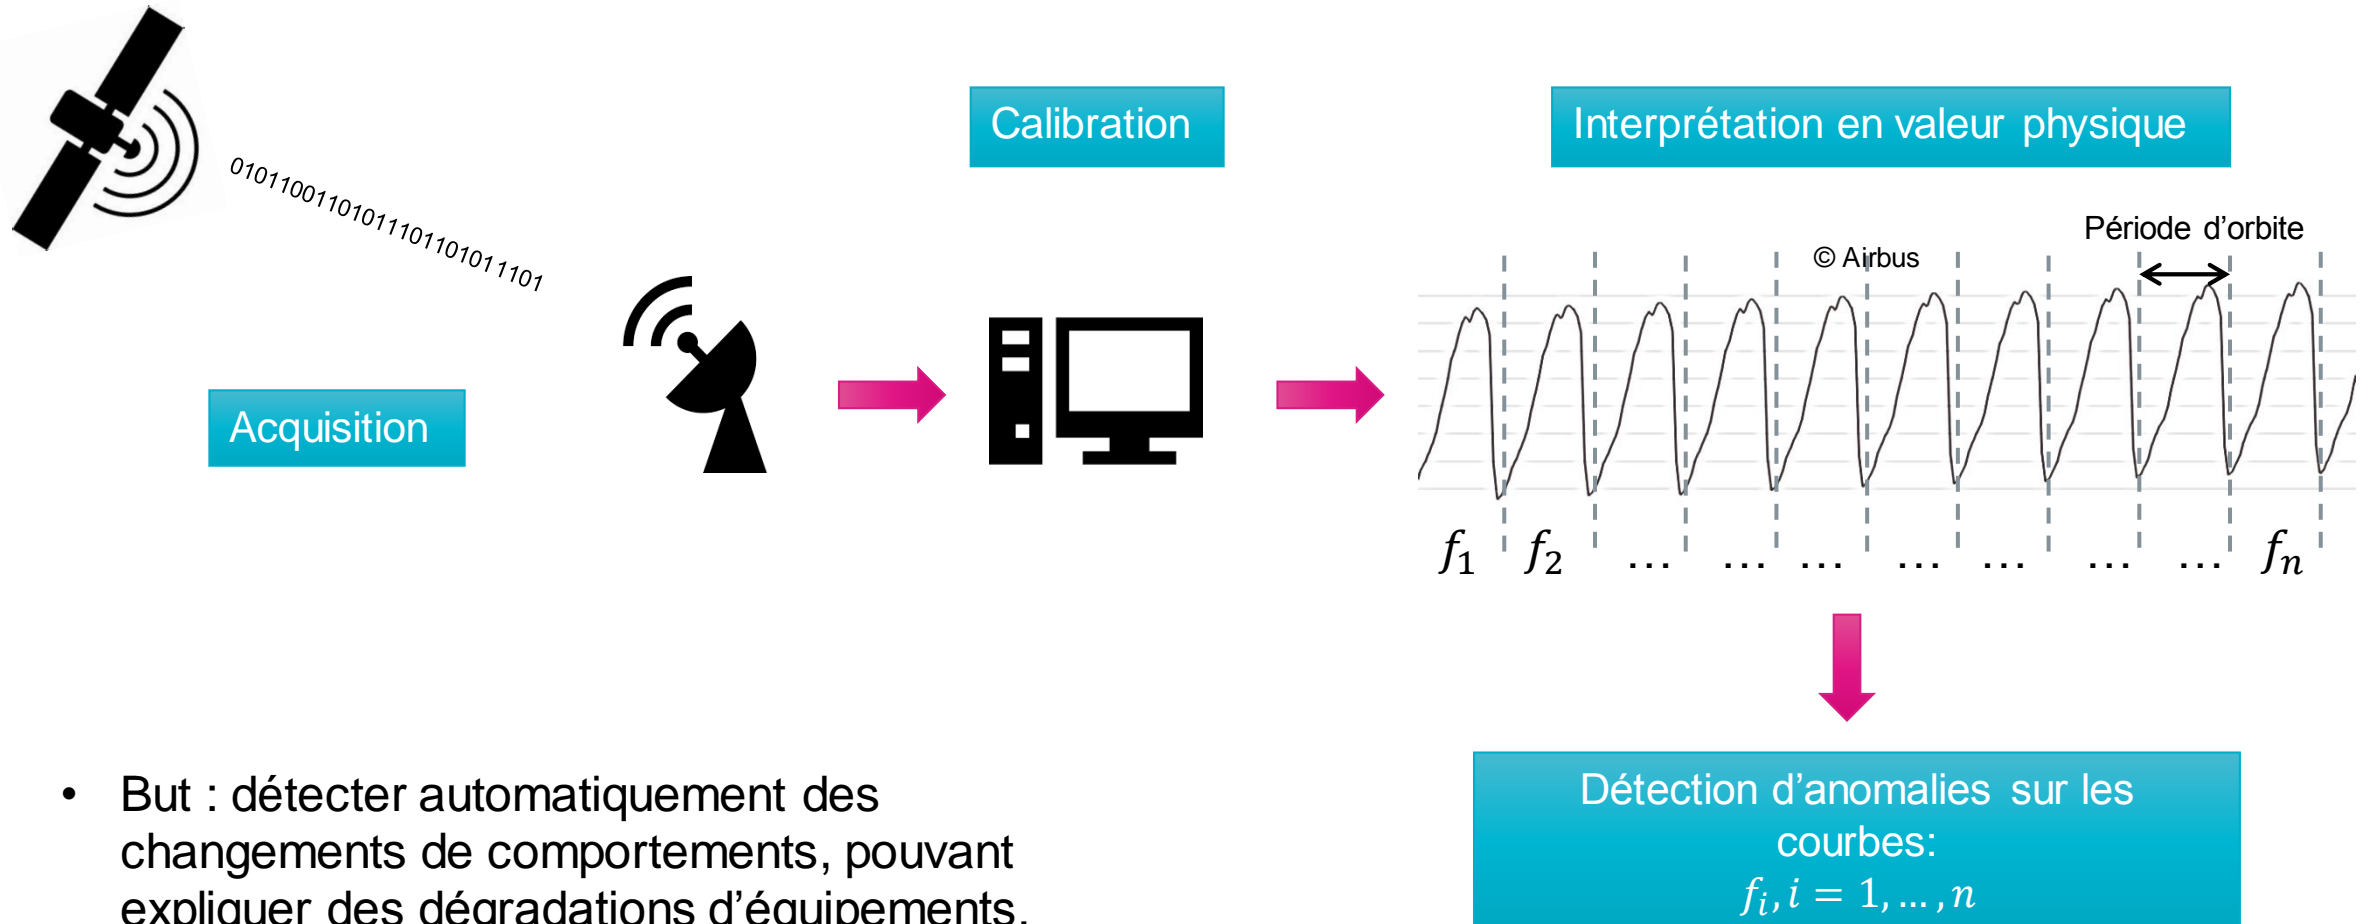 Calibration
Interprétation en valeur physique
01011001101011101101011101
Période d'orbite
© Airbus
Acquisition
f₁ f₂ ... ... ... ... ... ... ... fₙ
• But : détecter automatiquement des
changements de comportements, pouvant
expliquer des dégradations d'équipements.
Détection d'anomalies sur les
courbes:
fᵢ, i = 1, ... , n